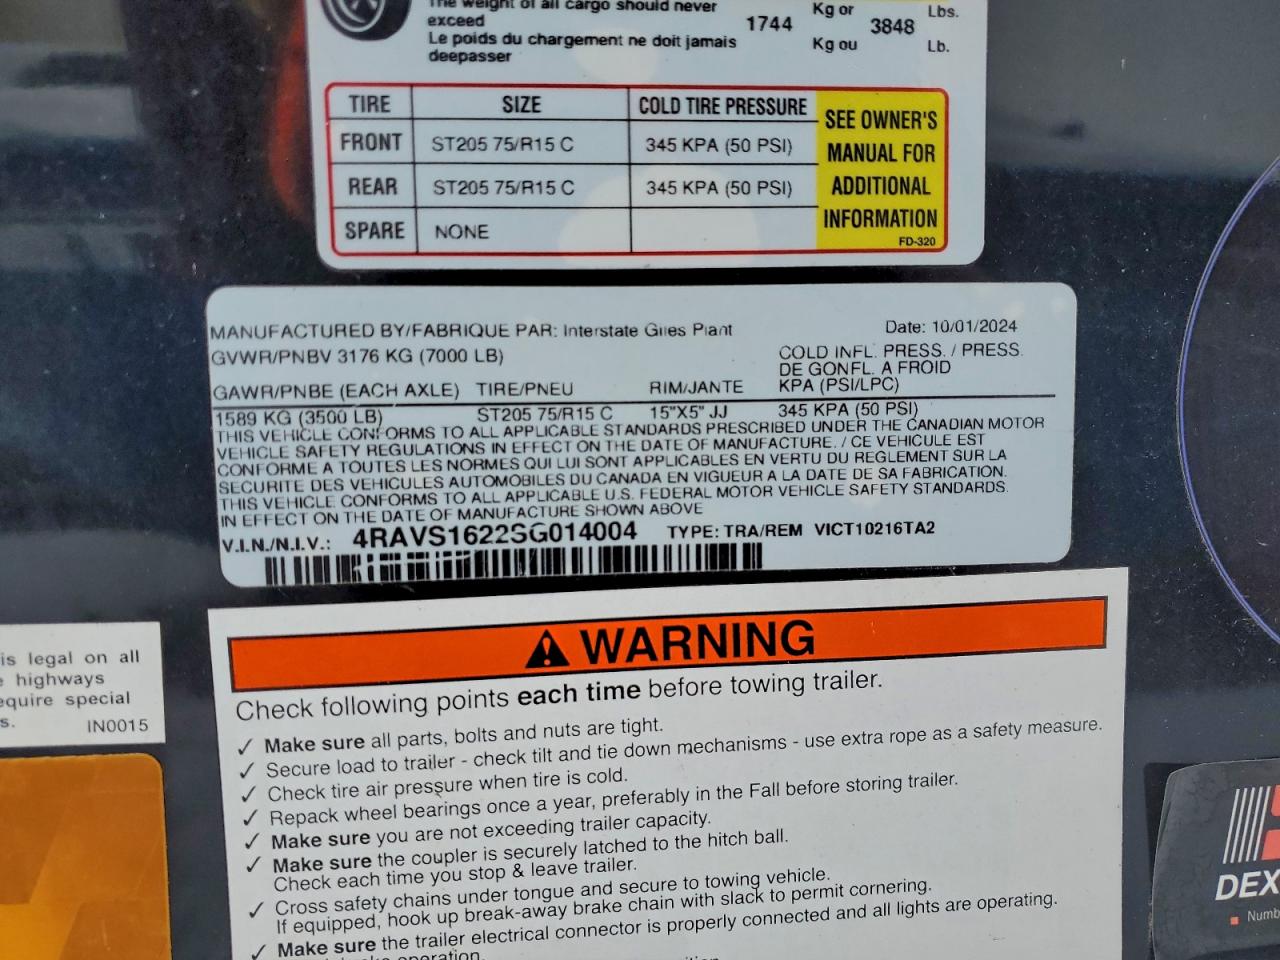 The weight of all cargo should never
exceed
1744 Kg or 3848 Lbs.
Le poids du chargement ne doit jamais
deepasser
Kg ou Lb.
TIRE SIZE COLD TIRE PRESSURE
FRONT ST205 75/R15 C 345 KPA (50 PSI)
REAR ST205 75/R15 C 345 KPA (50 PSI)
SPARE NONE
SEE OWNER'S
MANUAL FOR
ADDITIONAL
INFORMATION
FD-320
MANUFACTURED BY/FABRIQUE PAR: Interstate Giles Plant Date: 10/01/2024
GVWR/PNBV 3176 KG (7000 LB)
COLD INFL. PRESS. / PRESS.
DE GONFL. A FROID
GAWR/PNBE (EACH AXLE) TIRE/PNEU RIM/JANTE KPA (PSI/LPC)
1589 KG (3500 LB) ST205 75/R15 C 15"X5" JJ 345 KPA (50 PSI)
THIS VEHICLE CONFORMS TO ALL APPLICABLE STANDARDS PRESCRIBED UNDER THE CANADIAN MOTOR
VEHICLE SAFETY REGULATIONS IN EFFECT ON THE DATE OF MANUFACTURE. / CE VEHICULE EST
CONFORME A TOUTES LES NORMES QUI LUI SONT APPLICABLES EN VERTU DU REGLEMENT SUR LA
SECURITE DES VEHICULES AUTOMOBILES DU CANADA EN VIGUEUR A LA DATE DE SA FABRICATION.
THIS VEHICLE CONFORMS TO ALL APPLICABLE U.S. FEDERAL MOTOR VEHICLE SAFETY STANDARDS.
IN EFFECT ON THE DATE OF MANUFACTURE SHOWN ABOVE
V.I.N./N.I.V.: 4RAVS1622SG014004 TYPE: TRA/REM VICT10216TA2
is legal on all
highways
equire special
s.
IN0015
WARNING
Check following points each time before towing trailer.
✓ Make sure all parts, bolts and nuts are tight.
✓ Secure load to trailer - check tilt and tie down mechanisms - use extra rope as a safety measure.
✓ Check tire air pressure when tire is cold.
✓ Repack wheel bearings once a year, preferably in the Fall before storing trailer.
✓ Make sure you are not exceeding trailer capacity.
✓ Make sure the coupler is securely latched to the hitch ball.
Check each time you stop & leave trailer.
✓ Cross safety chains under tongue and secure to towing vehicle.
If equipped, hook up break-away brake chain with slack to permit cornering.
✓ Make sure the trailer electrical connector is properly connected and all lights are operating.
operation.
DEX
Numb